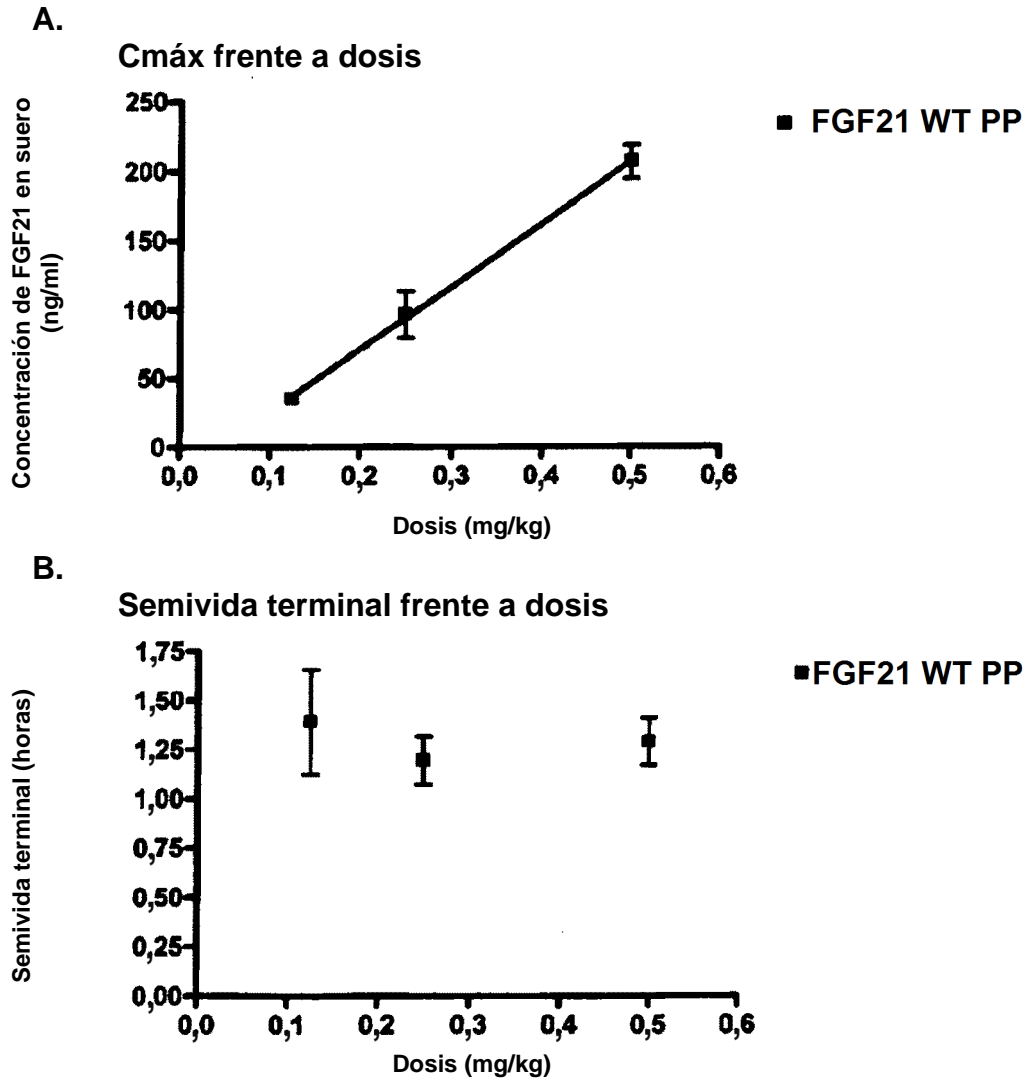 A.
Cmáx frente a dosis
Concentración de FGF21 en suero
(ng/ml)
250
200
150
100
50
0
0,0 0,1 0,2 0,3 0,4 0,5 0,6
Dosis (mg/kg)
FGF21 WT PP
B.
Semivida terminal frente a dosis
Semivida terminal (horas)
1,75
1,50
1,25
1,00
0,75
0,50
0,25
0,00
0,0 0,1 0,2 0,3 0,4 0,5 0,6
Dosis (mg/kg)
FGF21 WT PP